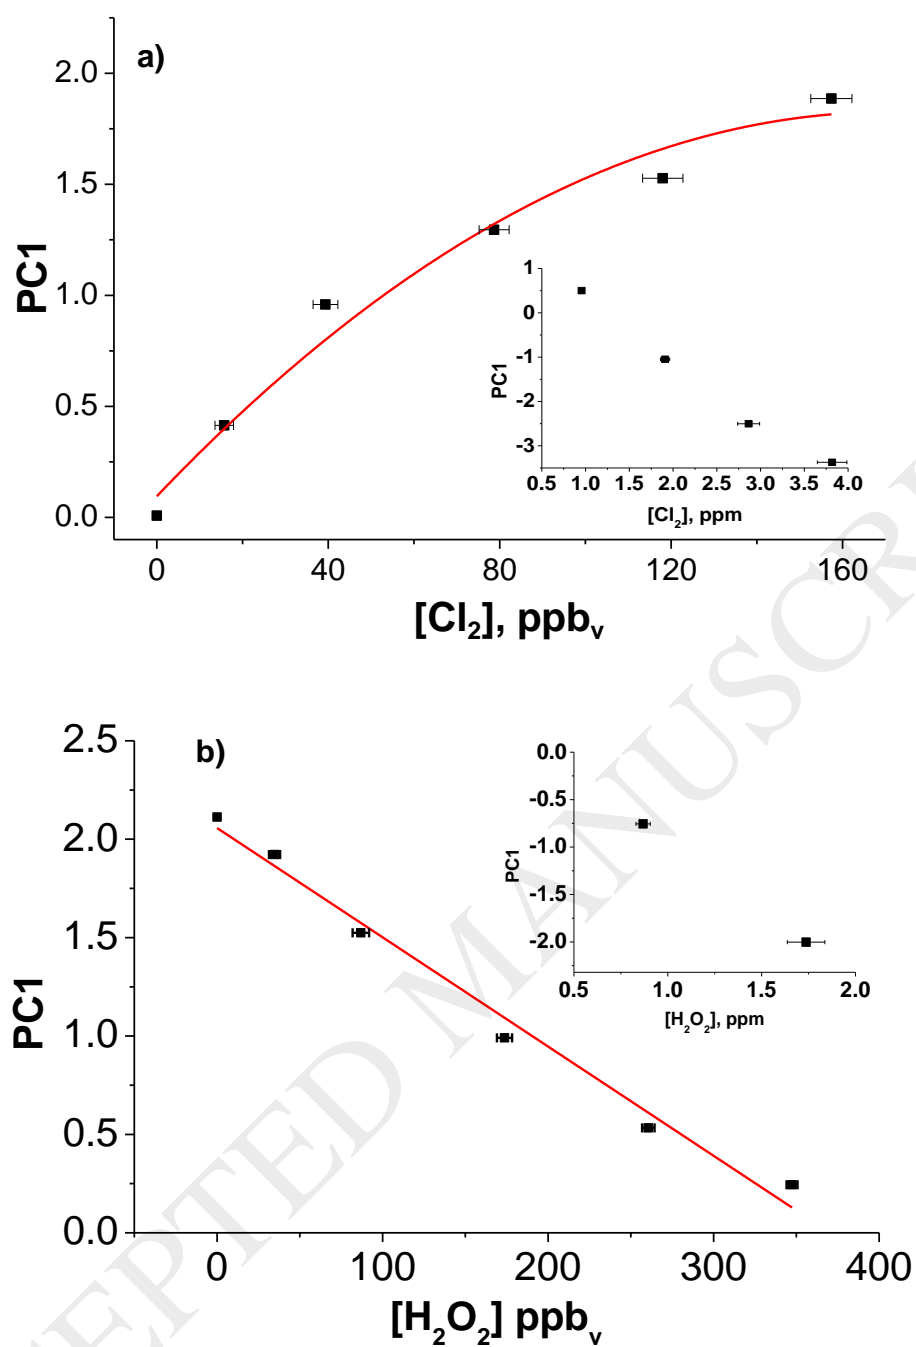 a)
2.0
1.5
1.0
0.5
0.0
PC1
0 40 80 120 160
[Cl₂], ppbᵥ
1
0
-1
-2
-3
PC1
0.5 1.0 1.5 2.0 2.5 3.0 3.5 4.0
[Cl₂], ppm
b)
2.5
2.0
1.5
1.0
0.5
0.0
PC1
0 100 200 300 400
[H₂O₂] ppbᵥ
0.0
-0.5
-1.0
-1.5
-2.0
PC1
0.5 1.0 1.5 2.0
[H₂O₂], ppm
EPTED MANUSCRI